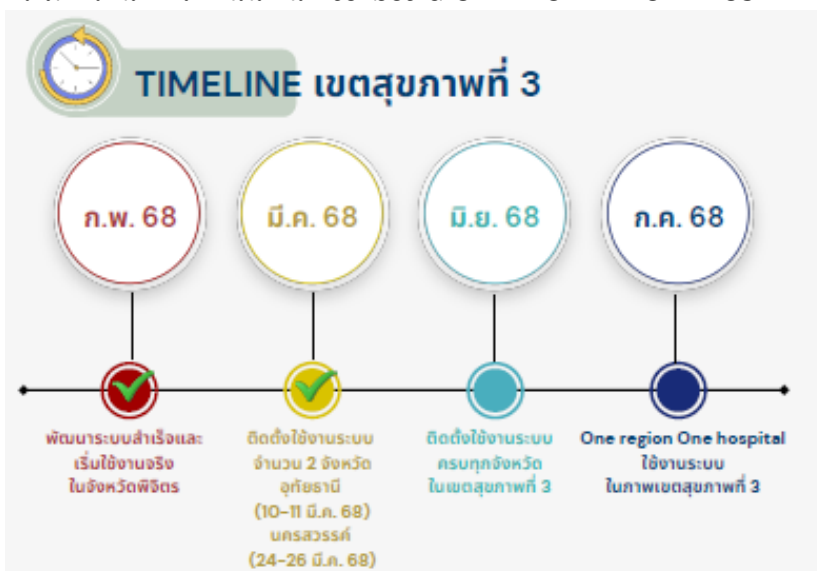 TIMELINE เขตสุขภาพที่ 3
ก.พ. 68
มี.ค. 68
มิ.ย. 68
ก.ค. 68
พัฒนาระบบสำเร็จและ
เริ่มใช้งานจริง
ในจังหวัดพิจิตร
ติดตั้งใช้งานระบบ
จำนวน 2 จังหวัด
อุทัยธานี
(10-11 มี.ค. 68)
นครสวรรค์
(24-26 มี.ค. 68)
ติดตั้งใช้งานระบบ
ครบทุกจังหวัด
ในเขตสุขภาพที่ 3
One region One hospital
ใช้งานระบบ
ในภาพเขตสุขภาพที่ 3